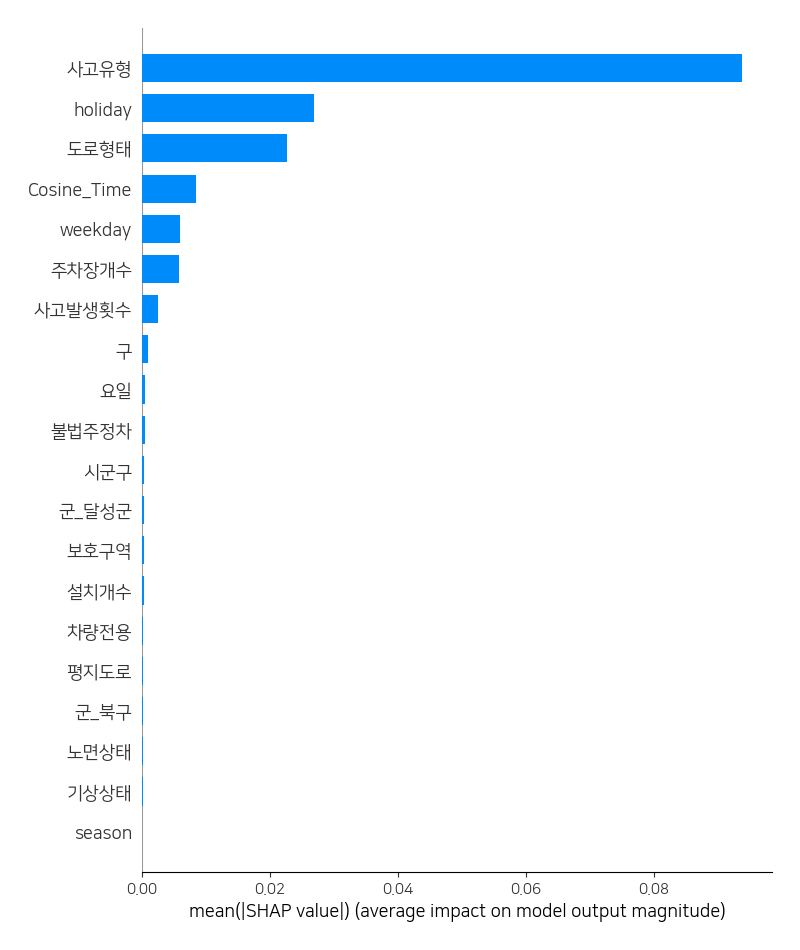 사고유형
holiday
도로형태
Cosine_Time
weekday
주차장개수
사고발생횟수
구
요일
불법주정차
시군구
군_달성군
보호구역
설치개수
차량전용
평지도로
군_북구
노면상태
기상상태
season
0.00 0.02 0.04 0.06 0.08
mean(|SHAP value|) (average impact on model output magnitude)